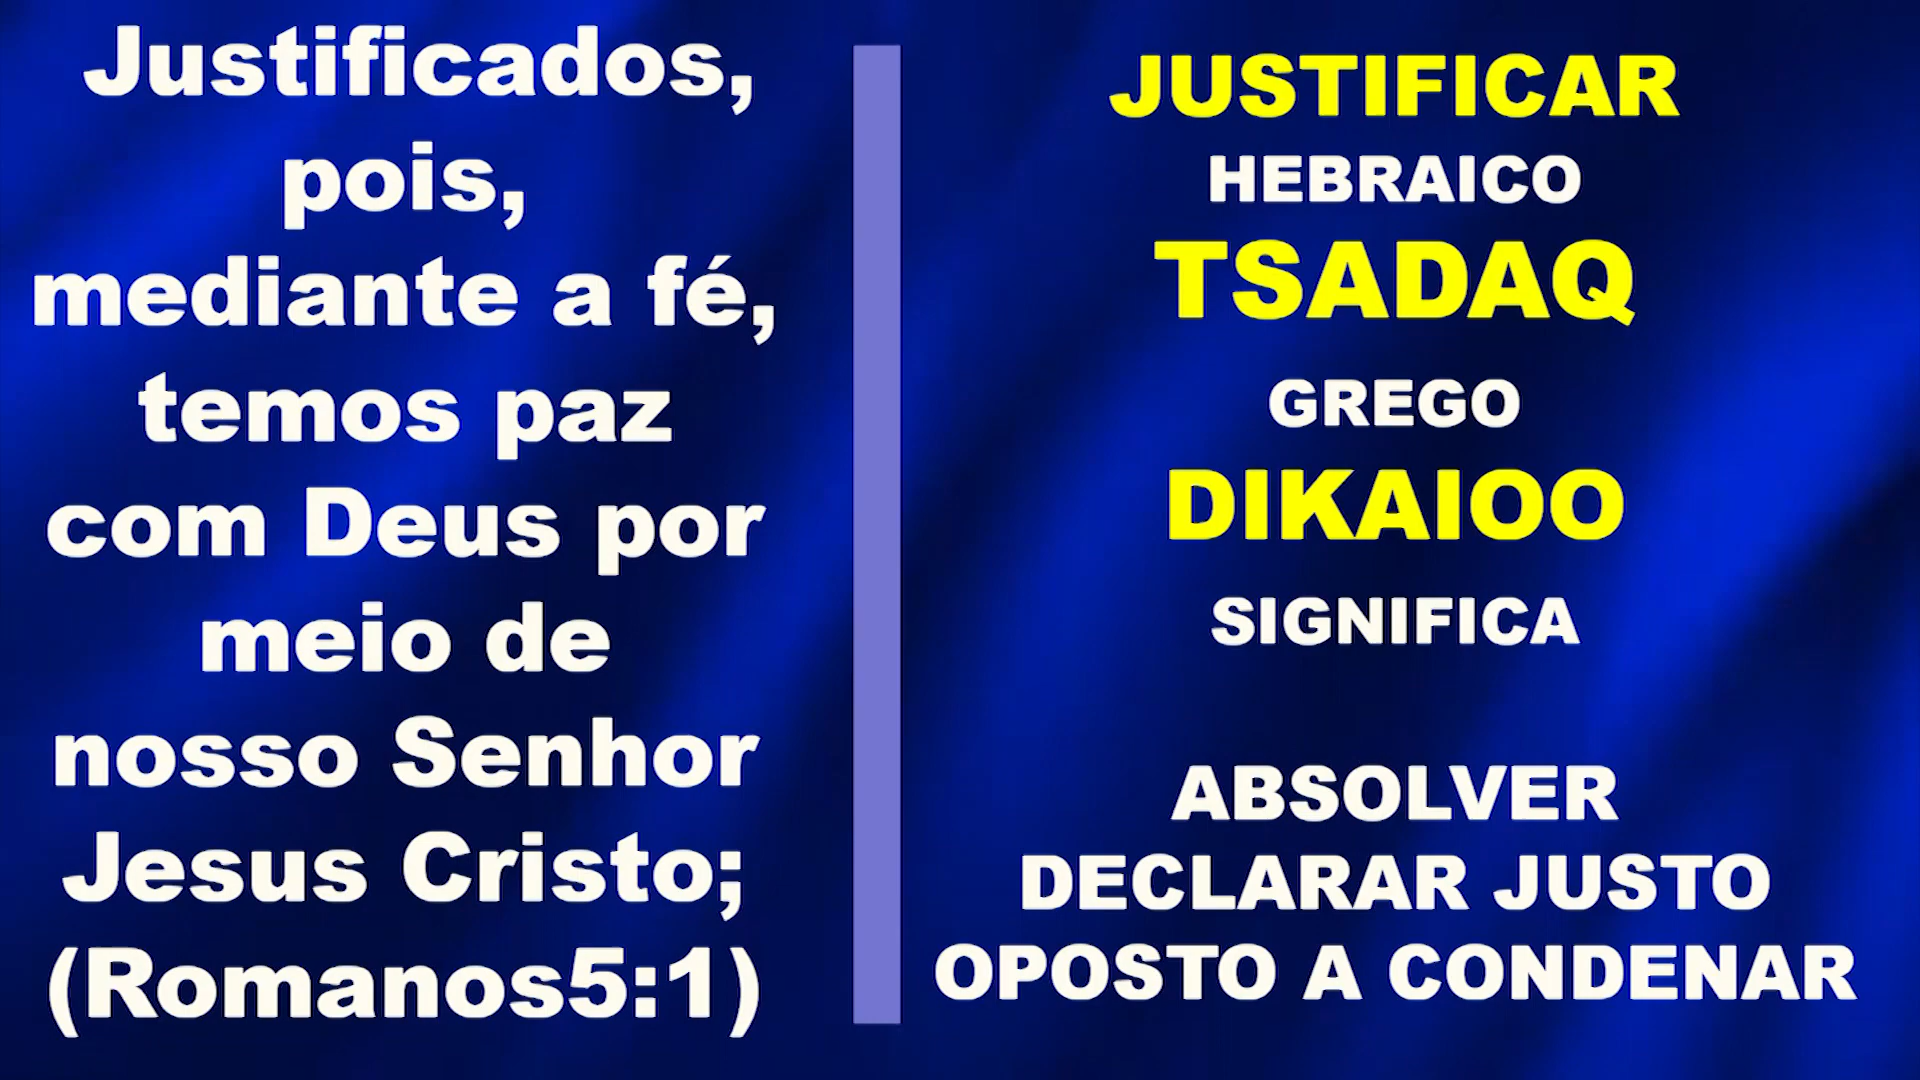 Justificados,
pois,
mediante a fé,
temos paz
com Deus por
meio de
nosso Senhor
Jesus Cristo;
(Romanos5:1)
JUSTIFICAR
HEBRAICO
TSADAQ
GREGO
DIKAIOO
SIGNIFICA
ABSOLVER
DECLARAR JUSTO
OPOSTO A CONDENAR